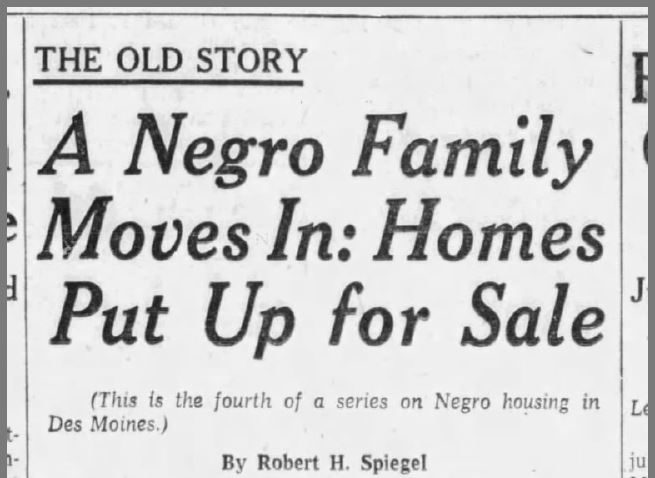 THE OLD STORY
A Negro Family
Moves In: Homes
Put Up for Sale
(This is the fourth of a series on Negro housing in
Des Moines.)
By Robert H. Spiegel